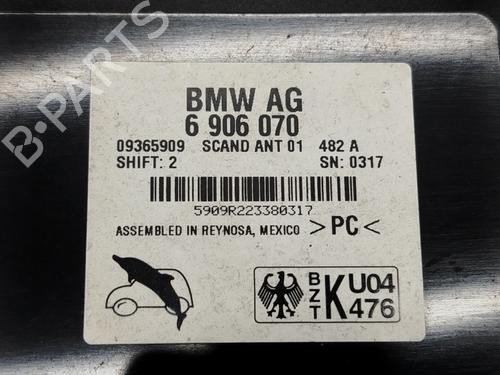 BMW AG
6 906 070
09365909 SCAND ANT 01 482 A
SHIFT: 2 SN: 0317
5909R223380317
ASSEMBLED IN REYNOSA, MEXICO >PC<
BZT K U04 476
B-PARTS